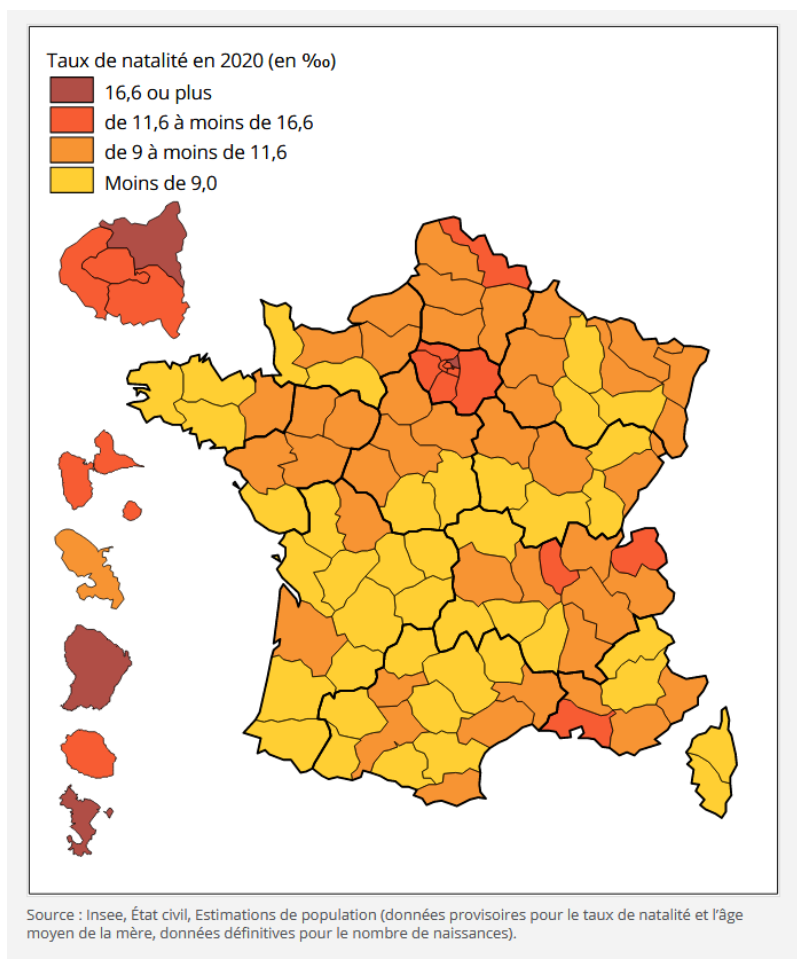 Taux de natalité en 2020 (en ‰)
16,6 ou plus
de 11,6 à moins de 16,6
de 9 à moins de 11,6
Moins de 9,0
Source : Insee, État civil, Estimations de population (données provisoires pour le taux de natalité et l’âge
moyen de la mère, données définitives pour le nombre de naissances).